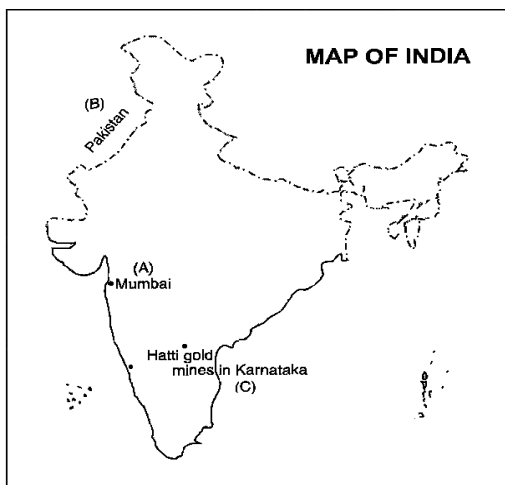 MAP OF INDIA
(B)
Pakistan
(A)
Mumbai
Hatti gold
mines in Karnataka
(C)